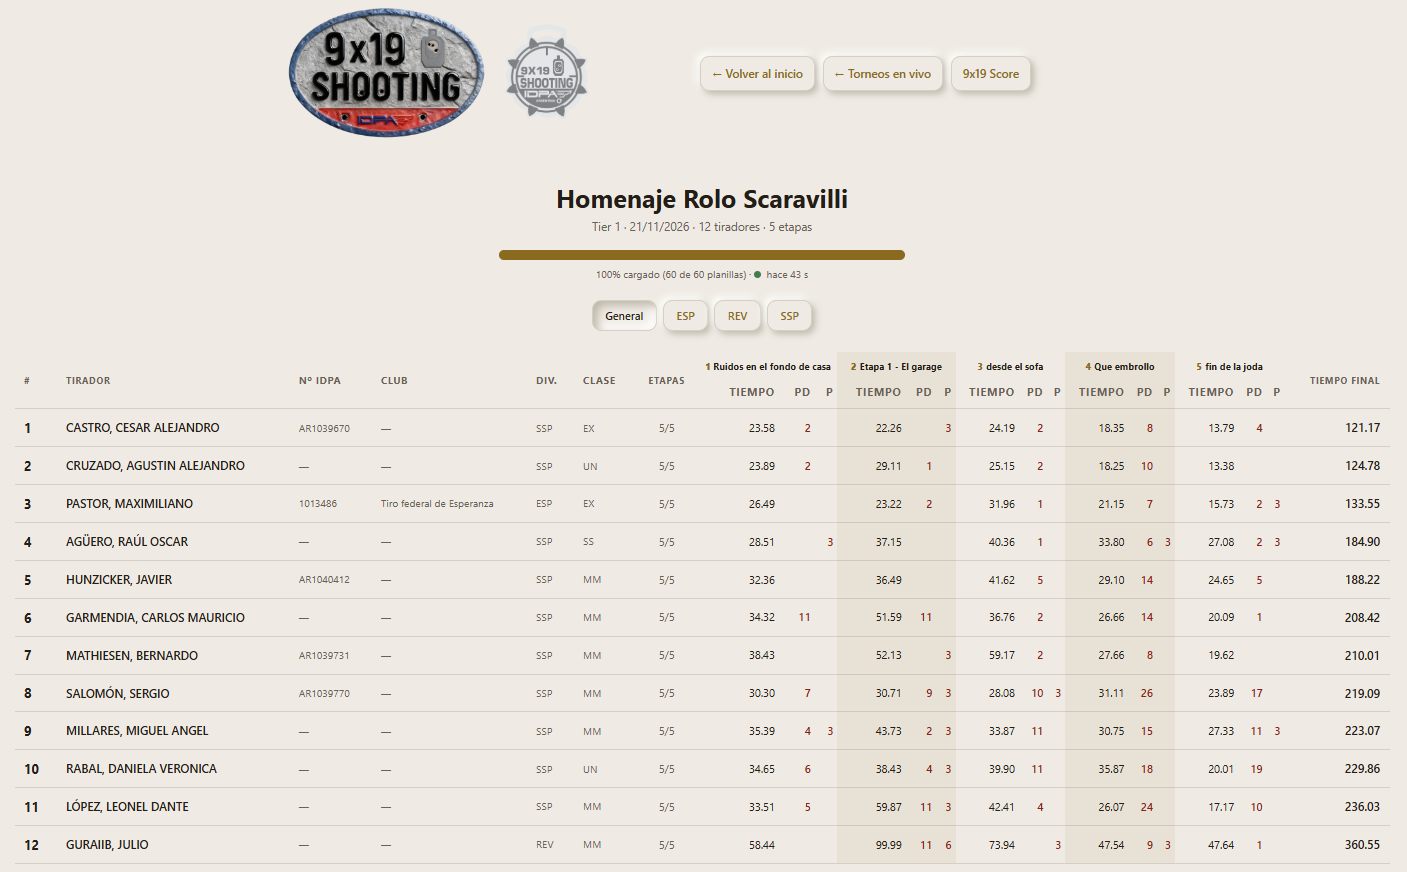 9x19
SHOOTING
IDPA
9X19
SHOOTING
IDPA
← Volver al inicio
← Torneos en vivo
9x19 Score
Homenaje Rolo Scaravilli
Tier 1 · 21/11/2026 · 12 tiradores · 5 etapas
100% cargado (60 de 60 planillas) · ● hace 43 s
General ESP REV SSP
# TIRADOR Nº IDPA CLUB DIV. CLASE ETAPAS 1 Ruidos en el fondo de casa 2 Etapa 1 - El garage 3 desde el sofa 4 Que embrollo 5 fin de la joda TIEMPO FINAL
TIEMPO PD P TIEMPO PD P TIEMPO PD P TIEMPO PD P TIEMPO PD P
1 CASTRO, CESAR ALEJANDRO AR1039670 — SSP EX 5/5 23.58 2 22.26 3 24.19 2 18.35 8 13.79 4 121.17
2 CRUZADO, AGUSTIN ALEJANDRO — — SSP UN 5/5 23.89 2 29.11 1 25.15 2 18.25 10 13.38 124.78
3 PASTOR, MAXIMILIANO 1013486 Tiro federal de Esperanza ESP EX 5/5 26.49 23.22 2 31.96 1 21.15 7 15.73 2 3 133.55
4 AGÜERO, RAÚL OSCAR — — SSP SS 5/5 28.51 3 37.15 40.36 1 33.80 6 3 27.08 2 3 184.90
5 HUNZICKER, JAVIER AR1040412 — SSP MM 5/5 32.36 36.49 41.62 5 29.10 14 24.65 5 188.22
6 GARMENDIA, CARLOS MAURICIO — — SSP MM 5/5 34.32 11 51.59 11 36.76 2 26.66 14 20.09 1 208.42
7 MATHIESEN, BERNARDO AR1039731 — SSP MM 5/5 38.43 52.13 3 59.17 2 27.66 8 19.62 210.01
8 SALOMÓN, SERGIO AR1039770 — SSP MM 5/5 30.30 7 30.71 9 3 28.08 10 3 31.11 26 23.89 17 219.09
9 MILLARES, MIGUEL ANGEL — — SSP MM 5/5 35.39 4 3 43.73 2 3 33.87 11 30.75 15 27.33 11 3 223.07
10 RABAL, DANIELA VERONICA — — SSP UN 5/5 34.65 6 38.43 4 3 39.90 11 35.87 18 20.01 19 229.86
11 LÓPEZ, LEONEL DANTE — — SSP MM 5/5 33.51 5 59.87 11 3 42.41 4 26.07 24 17.17 10 236.03
12 GURAIIB, JULIO — — REV MM 5/5 58.44 99.99 11 6 73.94 3 47.54 9 3 47.64 1 360.55